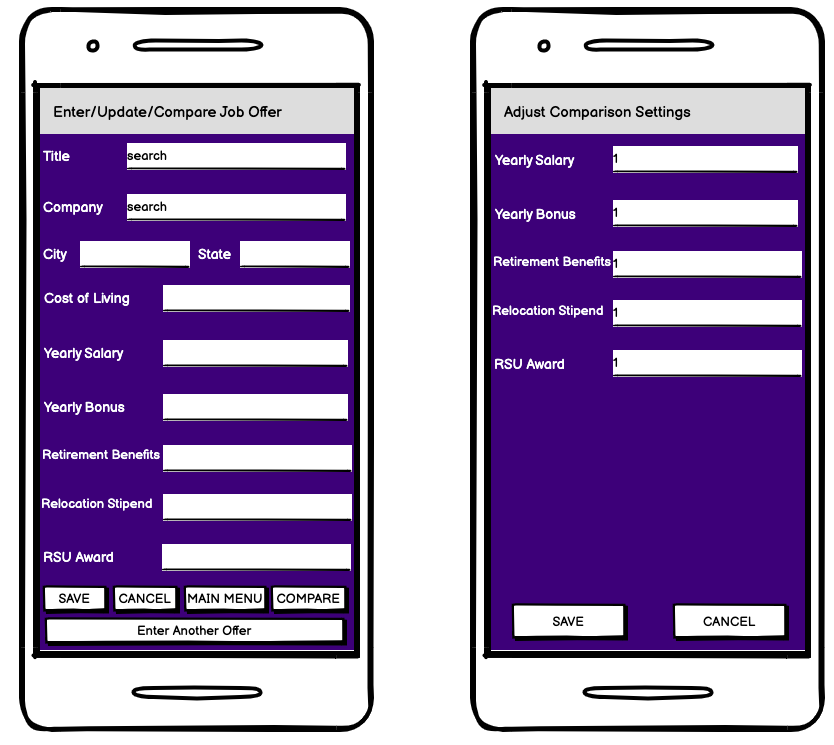 Enter/Update/Compare Job Offer
Title search
Company search
City State
Cost of Living
Yearly Salary
Yearly Bonus
Retirement Benefits
Relocation Stipend
RSU Award
SAVE CANCEL MAIN MENU COMPARE
Enter Another Offer
Adjust Comparison Settings
Yearly Salary 1
Yearly Bonus 1
Retirement Benefits 1
Relocation Stipend 1
RSU Award 1
SAVE CANCEL